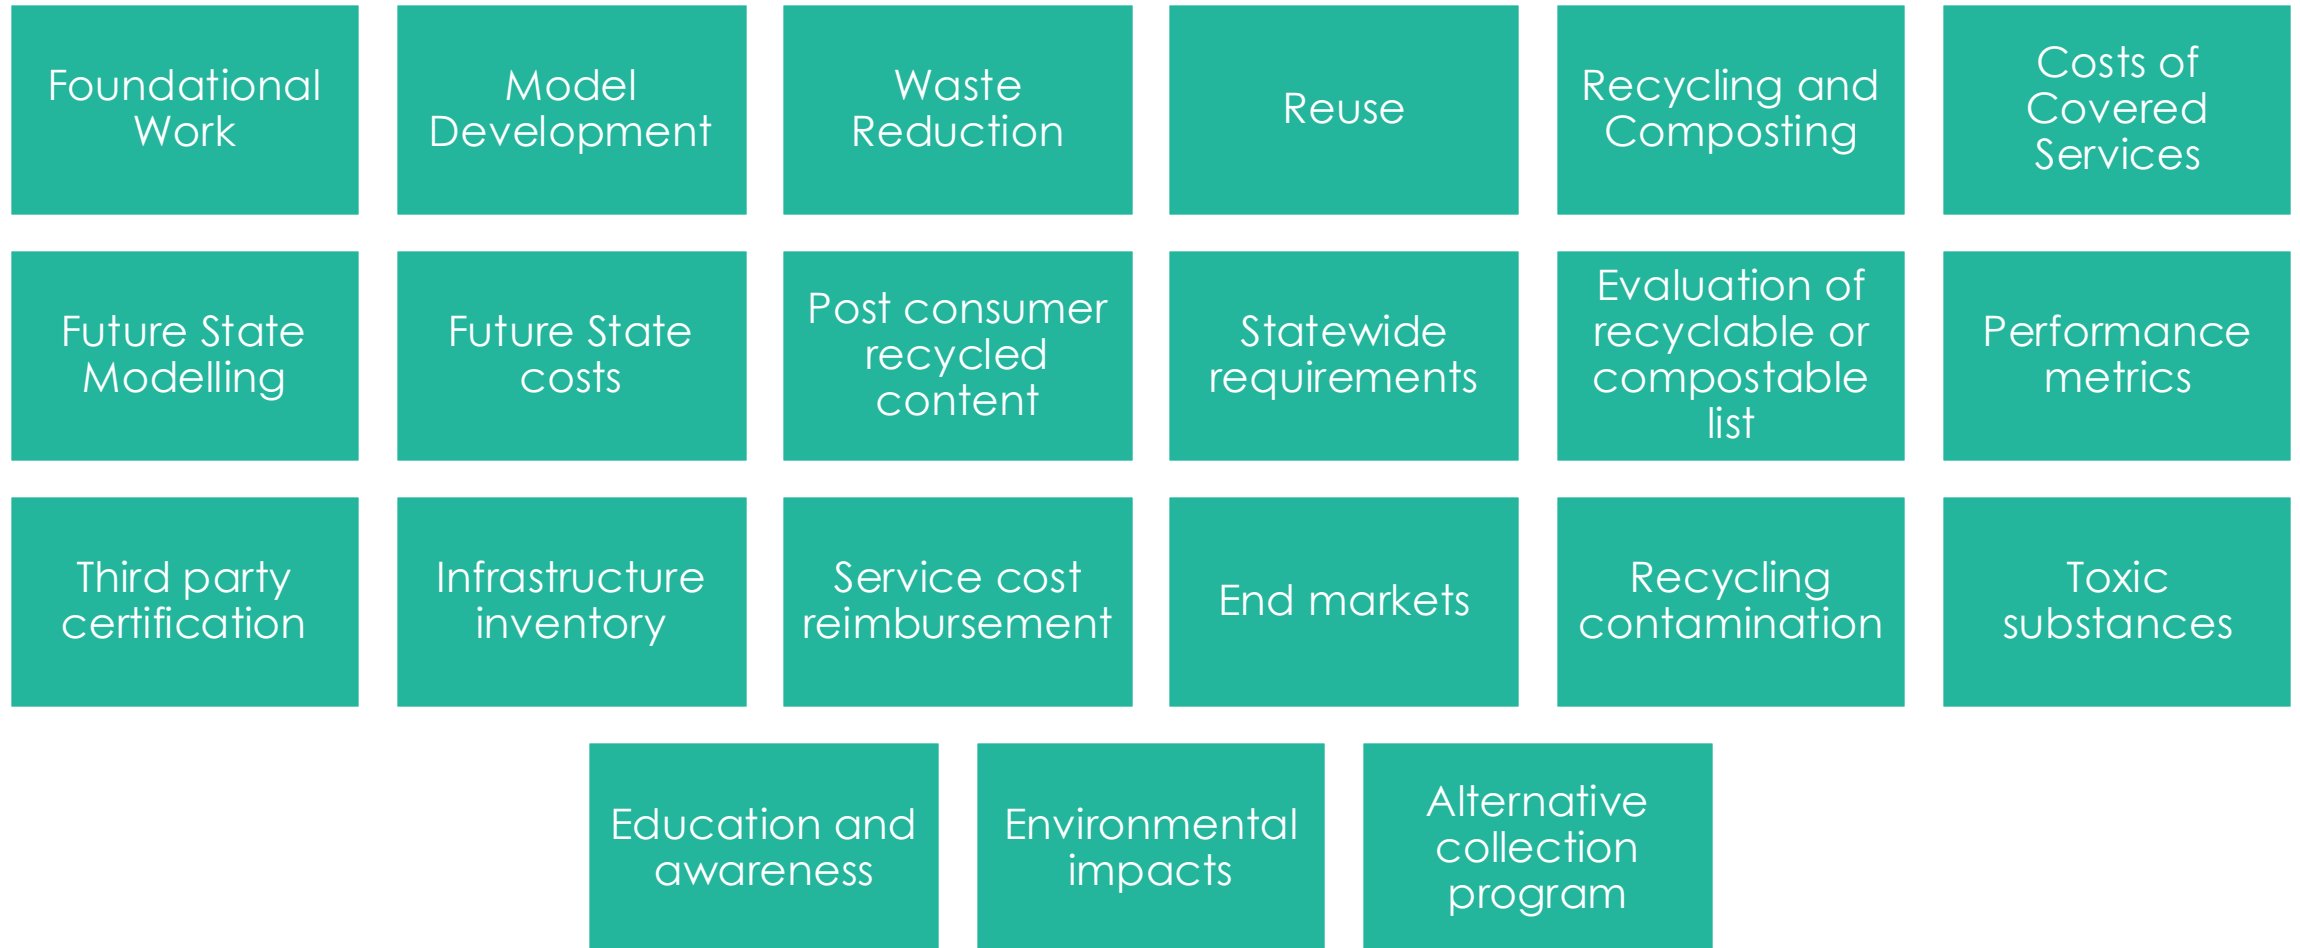 Foundational
Work
Model
Development
Waste
Reduction
Reuse
Recycling and
Composting
Costs of
Covered
Services
Future State
Modelling
Future State
costs
Post consumer
recycled
content
Statewide
requirements
Evaluation of
recyclable or
compostable
list
Performance
metrics
Third party
certification
Infrastructure
inventory
Service cost
reimbursement
End markets
Recycling
contamination
Toxic
substances
Education and
awareness
Environmental
impacts
Alternative
collection
program